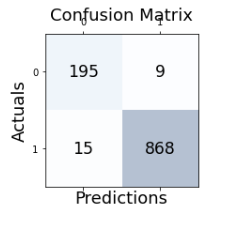 Confusion Matrix
0 1
0 195 9
1 15 868
Actuals
Predictions